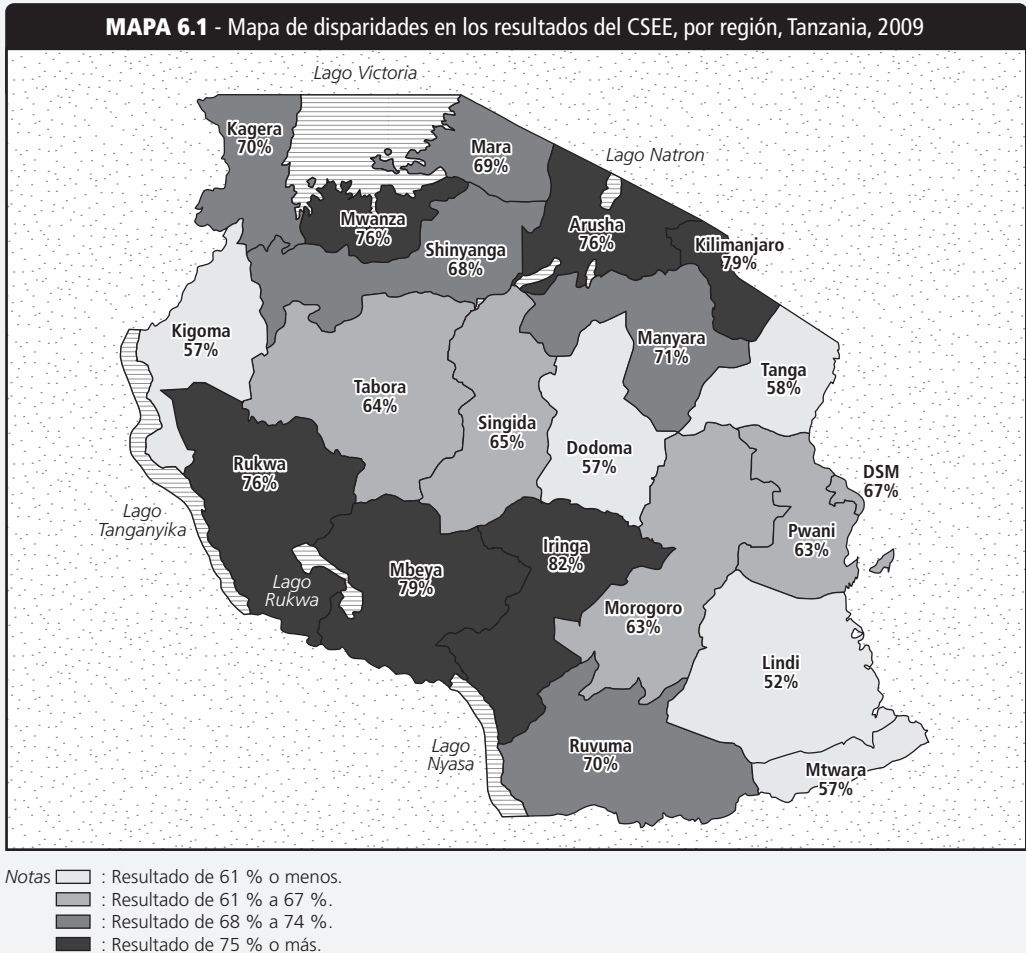 MAPA 6.1 - Mapa de disparidades en los resultados del CSEE, por región, Tanzania, 2009
Lago Victoria
Kagera
70%
Mara
69%
Lago Natron
Mwanza
76%
Arusha
76%
Shinyanga
68%
Kilimanjaro
79%
Kigoma
57%
Manyara
71%
Tabora
64%
Tanga
58%
Singida
65%
Dodoma
57%
Rukwa
76%
DSM
67%
Lago
Tanganyika
Pwani
63%
Iringa
82%
Mbeya
79%
Lago
Rukwa
Morogoro
63%
Lindi
52%
Lago
Nyasa
Ruvuma
70%
Mtwara
57%
Notas : Resultado de 61 % o menos.
: Resultado de 61 % a 67 %.
: Resultado de 68 % a 74 %.
: Resultado de 75 % o más.